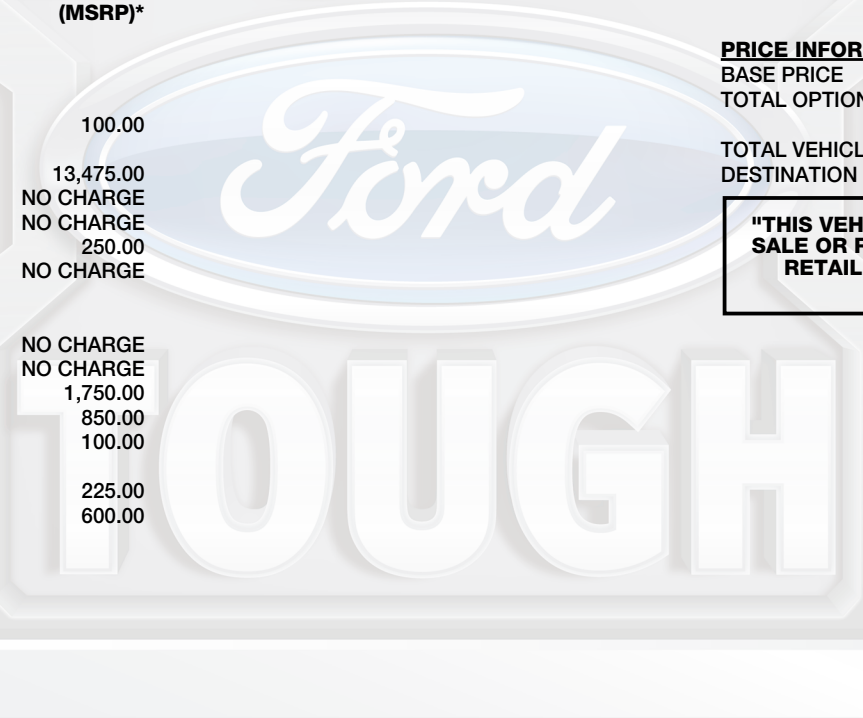 (MSRP)*
100.00
13,475.00
NO CHARGE
NO CHARGE
250.00
NO CHARGE
NO CHARGE
NO CHARGE
1,750.00
850.00
100.00
225.00
600.00
PRICE INFOR
BASE PRICE
TOTAL OPTION
TOTAL VEHICL
DESTINATION
"THIS VEH
SALE OR
RETAIL
Ford
TOUGH